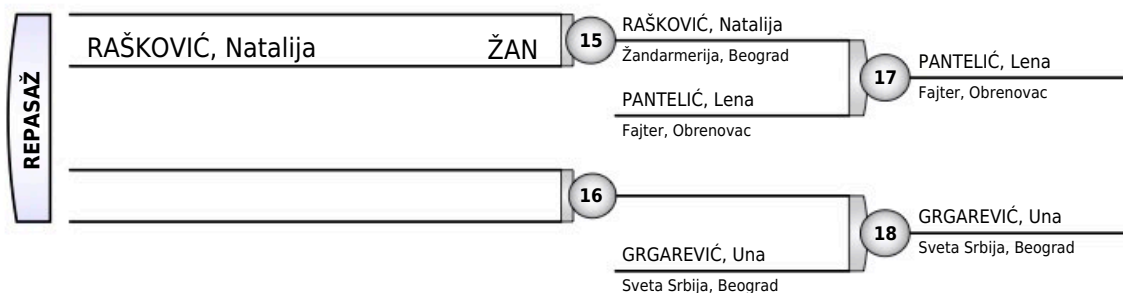 REPASAŽ
RAŠKOVIĆ, Natalija ŽAN
15
RAŠKOVIĆ, Natalija
Žandarmerija, Beograd
PANTELIĆ, Lena
Fajter, Obrenovac
17
PANTELIĆ, Lena
Fajter, Obrenovac
16
GRGAREVIĆ, Una
Sveta Srbija, Beograd
18
GRGAREVIĆ, Una
Sveta Srbija, Beograd